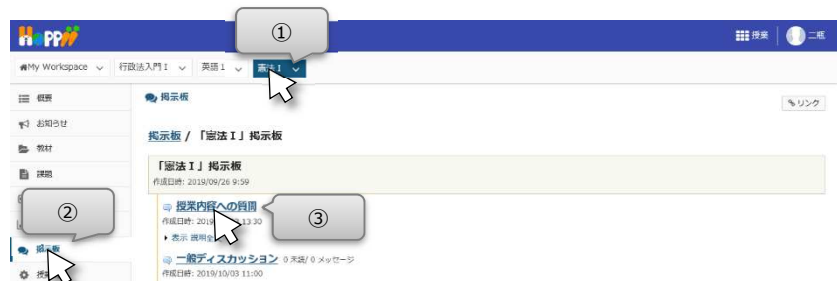 Hoppii
①
授業
二瓶
My Workspace
行政法入門Ⅰ
英語1
憲法Ⅰ
概要
掲示板
リンク
お知らせ
掲示板 / 「憲法Ⅰ」掲示板
教材
課題
「憲法Ⅰ」掲示板
作成日時: 2019/09/26 9:59
②
授業内容への質問
③
作成日時: 2019
13:30
表示 説明全
掲示板
一般ディスカッション 0 未読/ 0 メッセージ
作成日時: 2019/10/03 11:00